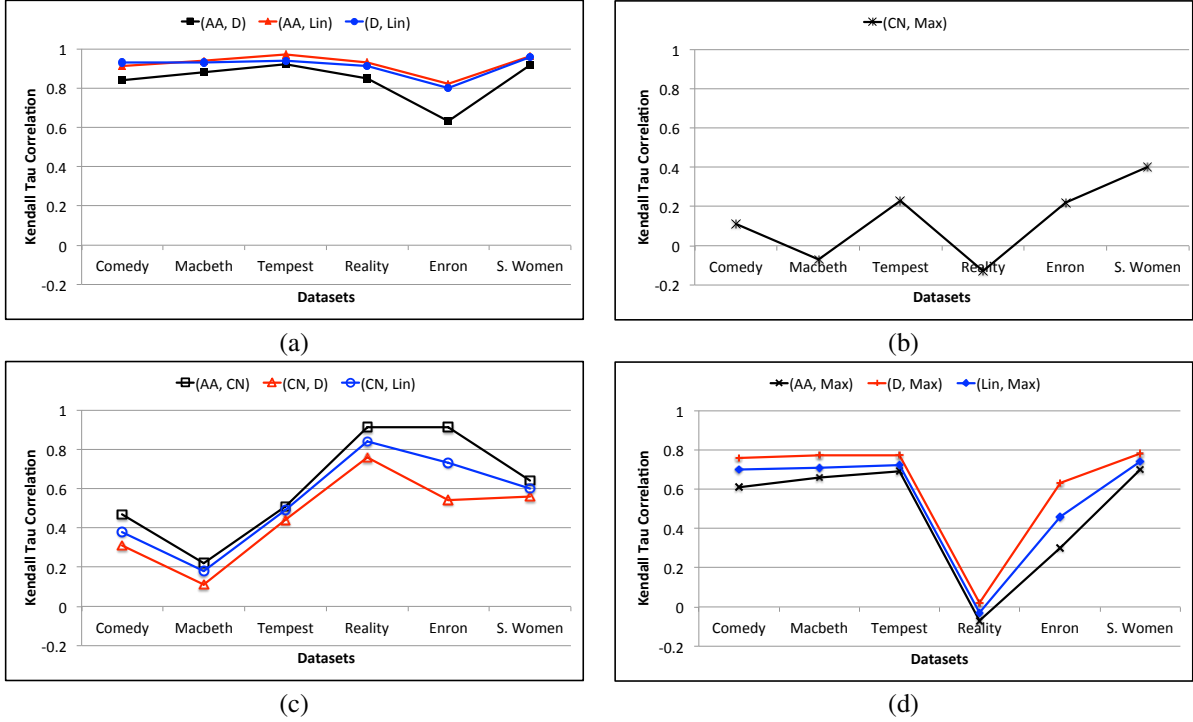 (AA, D) (AA, Lin) (D, Lin)
1
0.8
0.6
0.4
0.2
0
-0.2
Kendall Tau Correlation
Comedy Macbeth Tempest Reality Enron S. Women
Datasets
(a)
(CN, Max)
1
0.8
0.6
0.4
0.2
0
-0.2
Kendall Tau Correlation
Comedy Macbeth Tempest Reality Enron S. Women
Datasets
(b)
(AA, CN) (CN, D) (CN, Lin)
1
0.8
0.6
0.4
0.2
0
-0.2
Kendall Tau Correlation
Comedy Macbeth Tempest Reality Enron S. Women
Datasets
(c)
(AA, Max) (D, Max) (Lin, Max)
1
0.8
0.6
0.4
0.2
0
-0.2
Kendall Tau Correlation
Comedy Macbeth Tempest Reality Enron S. Women
Datasets
(d)